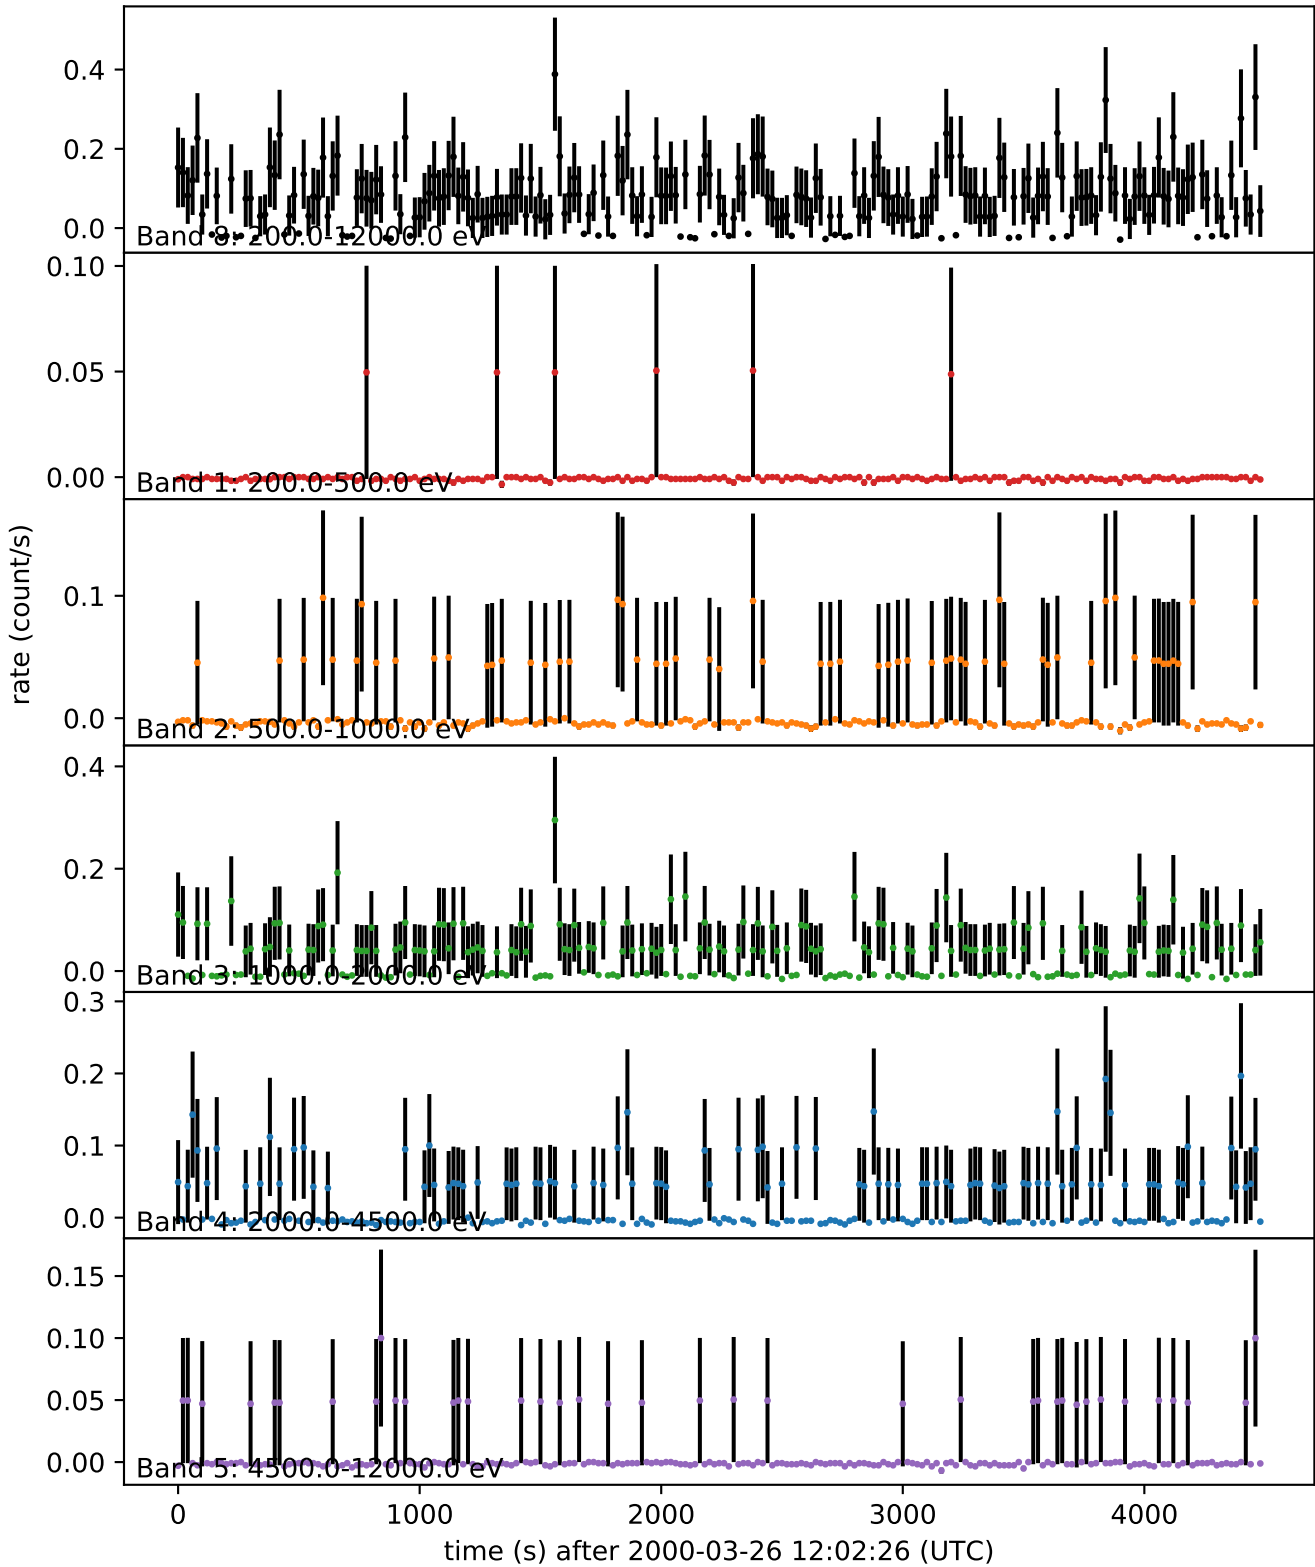 0.4
0.2
0.0
Band 8: 200.0-12000.0 eV
0.10
0.05
0.00
Band 1: 200.0-500.0 eV
0.1
0.0
Band 2: 500.0-1000.0 eV
rate (count/s)
0.4
0.2
0.0
Band 3: 1000.0-2000.0 eV
0.3
0.2
0.1
0.0
Band 4: 2000.0-4500.0 eV
0.15
0.10
0.05
0.00
Band 5: 4500.0-12000.0 eV
0 1000 2000 3000 4000
time (s) after 2000-03-26 12:02:26 (UTC)